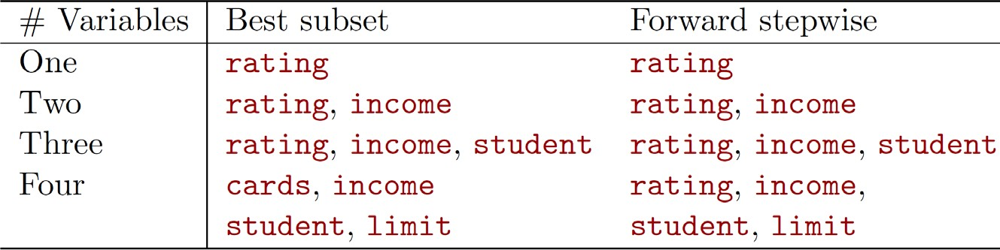 # Variables Best subset Forward stepwise
One rating rating
Two rating, income rating, income
Three rating, income, student rating, income, student
Four cards, income rating, income,
student, limit student, limit